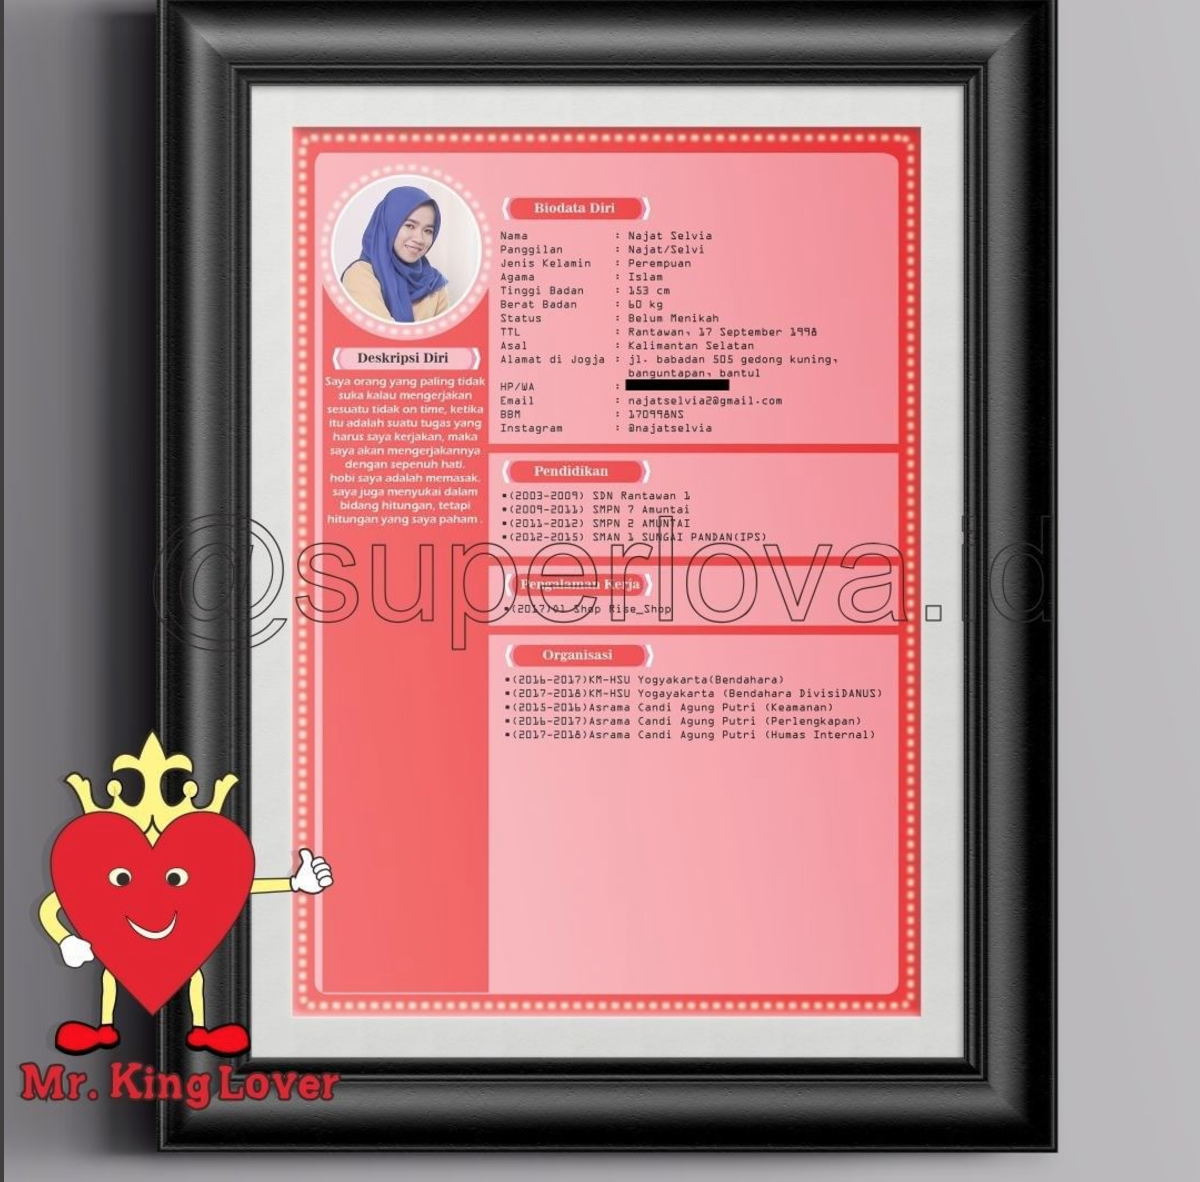 Biodata Diri
Nama : Najat Selvia
Panggilan : Najat/Selvi
Jenis Kelamin : Perempuan
Agama : Islam
Tinggi Badan : 153 cm
Berat Badan : 60 kg
Status : Belum Menikah
TTL : Rantawan, 17 September 1998
Asal : Kalimantan Selatan
Alamat di Jogja : jl. babadan 505 gedong kuning,
banguntapan, bantul
HP/WA :
Email : najatselvia2@gmail.com
BBM : 170998NS
Instagram : @najatselvia
Deskripsi Diri
Saya orang yang paling tidak
suka kalau mengerjakan
sesuatu tidak on time, ketika
itu adalah suatu tugas yang
harus saya kerjakan, maka
saya akan mengerjakannya
dengan sepenuh hati.
hobi saya adalah memasak.
saya juga menyukai dalam
bidang hitungan, tetapi
hitungan yang saya paham .
Pendidikan
•(2003-2009) SDN Rantawan 1
•(2009-2011) SMPN 7 Amuntai
•(2011-2012) SMPN 2 AMUNTAI
•(2012-2015) SMAN 1 SUNGAI PANDAN(IPS)
@superlova.id
Pengalaman Kerja
•(2017)Ol Shop Rise_Shop
Organisasi
•(2016-2017)KM-HSU Yogyakarta(Bendahara)
•(2017-2018)KM-HSU Yogayakarta (Bendahara DivisiDANUS)
•(2015-2016)Asrama Candi Agung Putri (Keamanan)
•(2016-2017)Asrama Candi Agung Putri (Perlengkapan)
•(2017-2018)Asrama Candi Agung Putri (Humas Internal)
Mr. King Lover